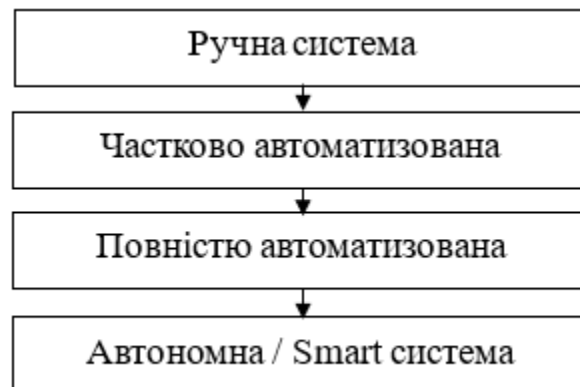 Ручна система
Частково автоматизована
Повністю автоматизована
Автономна / Smart система